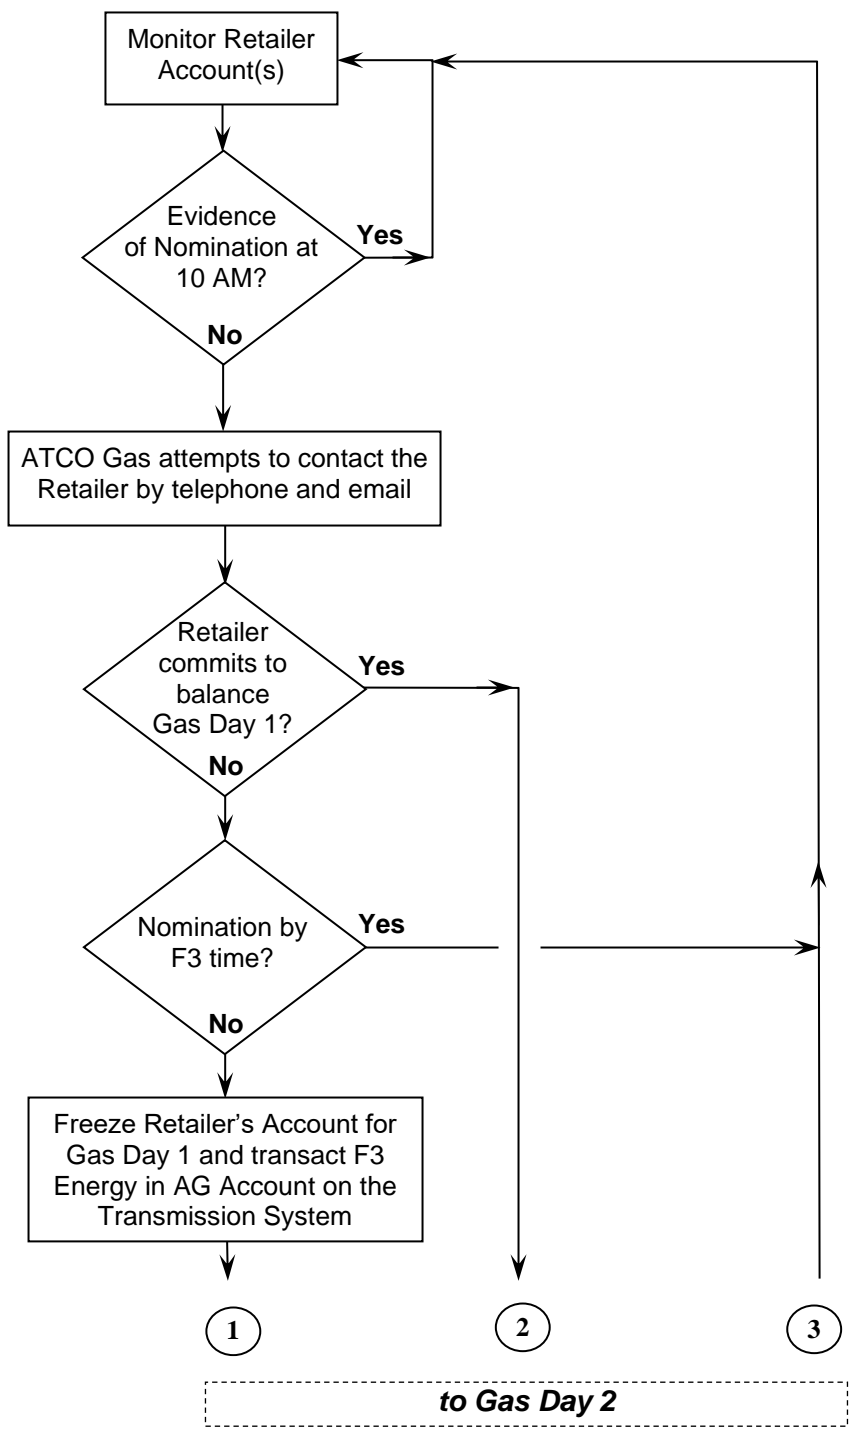 Monitor Retailer
Account(s)
Evidence
of Nomination at
10 AM?
Yes
No
ATCO Gas attempts to contact the
Retailer by telephone and email
Retailer
commits to
balance
Gas Day 1?
Yes
No
Nomination by
F3 time?
Yes
No
Freeze Retailer’s Account for
Gas Day 1 and transact F3
Energy in AG Account on the
Transmission System
1
2
3
to Gas Day 2